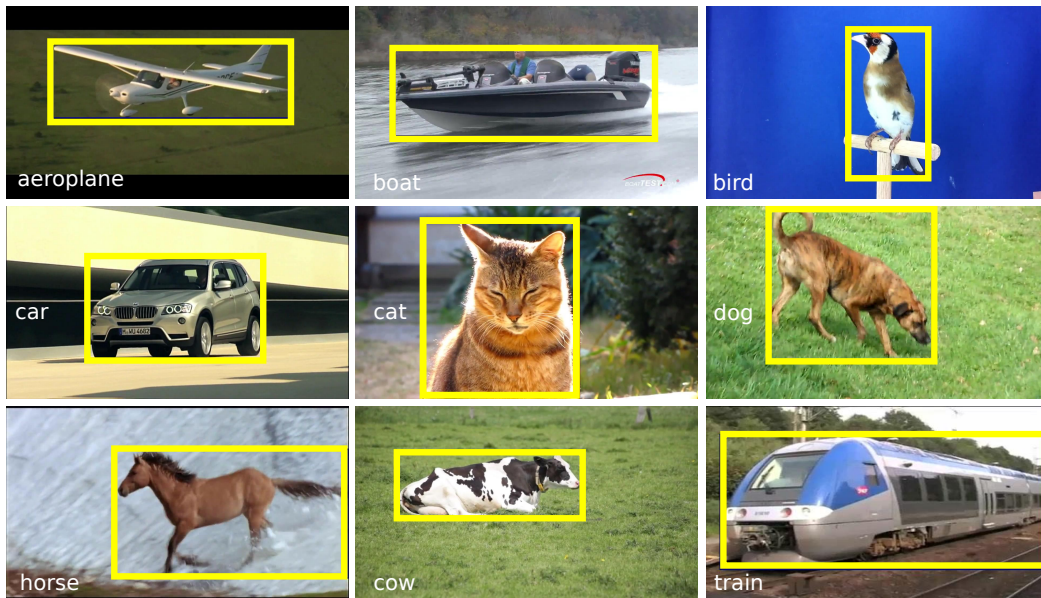 aeroplane
boat
bird
car
cat
dog
horse
cow
train